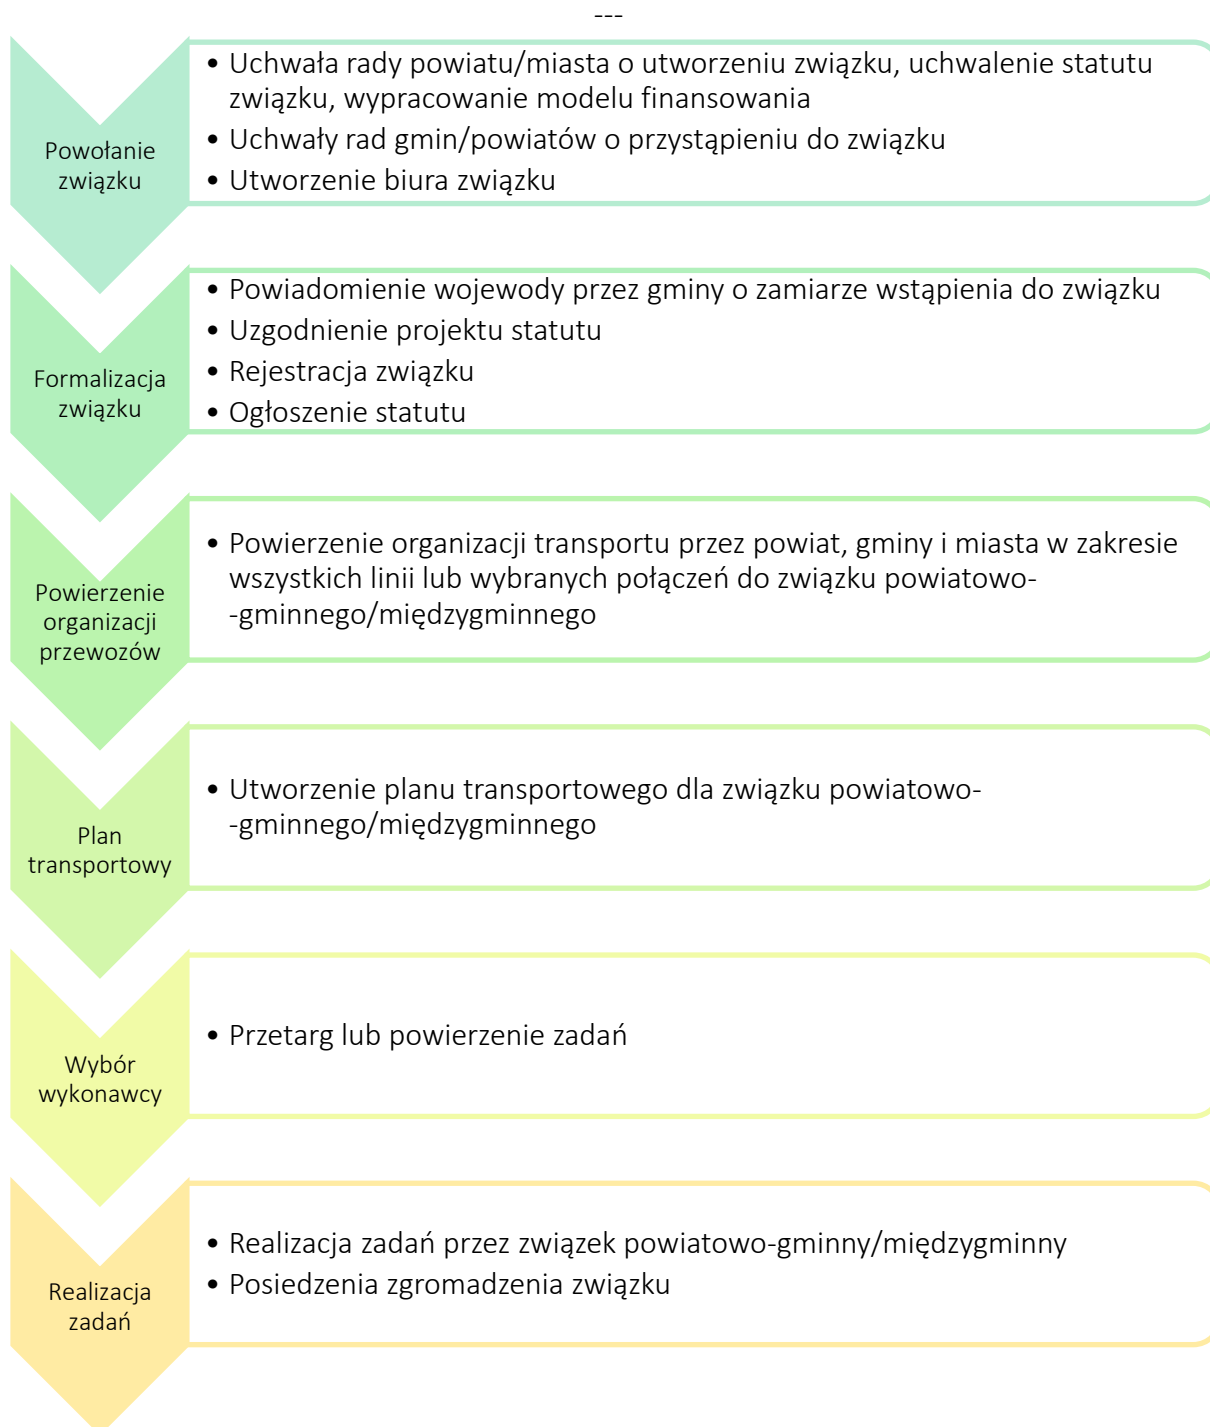 ---
Powołanie
związku
• Uchwała rady powiatu/miasta o utworzeniu związku, uchwalenie statutu
związku, wypracowanie modelu finansowania
• Uchwały rad gmin/powiatów o przystąpieniu do związku
• Utworzenie biura związku
Formalizacja
związku
• Powiadomienie wojewody przez gminy o zamiarze wstąpienia do związku
• Uzgodnienie projektu statutu
• Rejestracja związku
• Ogłoszenie statutu
Powierzenie
organizacji
przewozów
• Powierzenie organizacji transportu przez powiat, gminy i miasta w zakresie
wszystkich linii lub wybranych połączeń do związku powiatowo-
-gminnego/międzygminnego
Plan
transportowy
• Utworzenie planu transportowego dla związku powiatowo-
-gminnego/międzygminnego
Wybór
wykonawcy
• Przetarg lub powierzenie zadań
Realizacja
zadań
• Realizacja zadań przez związek powiatowo-gminny/międzygminny
• Posiedzenia zgromadzenia związku